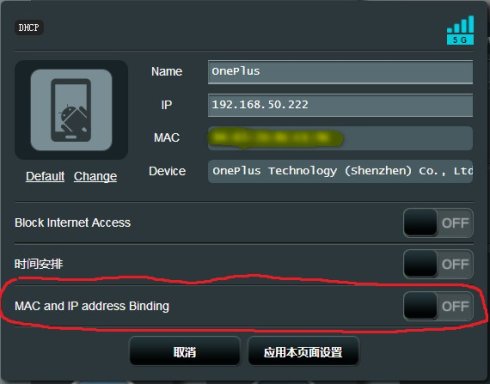 DHCP
5G
Name
OnePlus
IP
192.168.50.222
MAC
Device
OnePlus Technology (Shenzhen) Co., Ltd
Default Change
Block Internet Access
OFF
时间安排
OFF
MAC and IP address Binding
OFF
取消
应用本页面设置